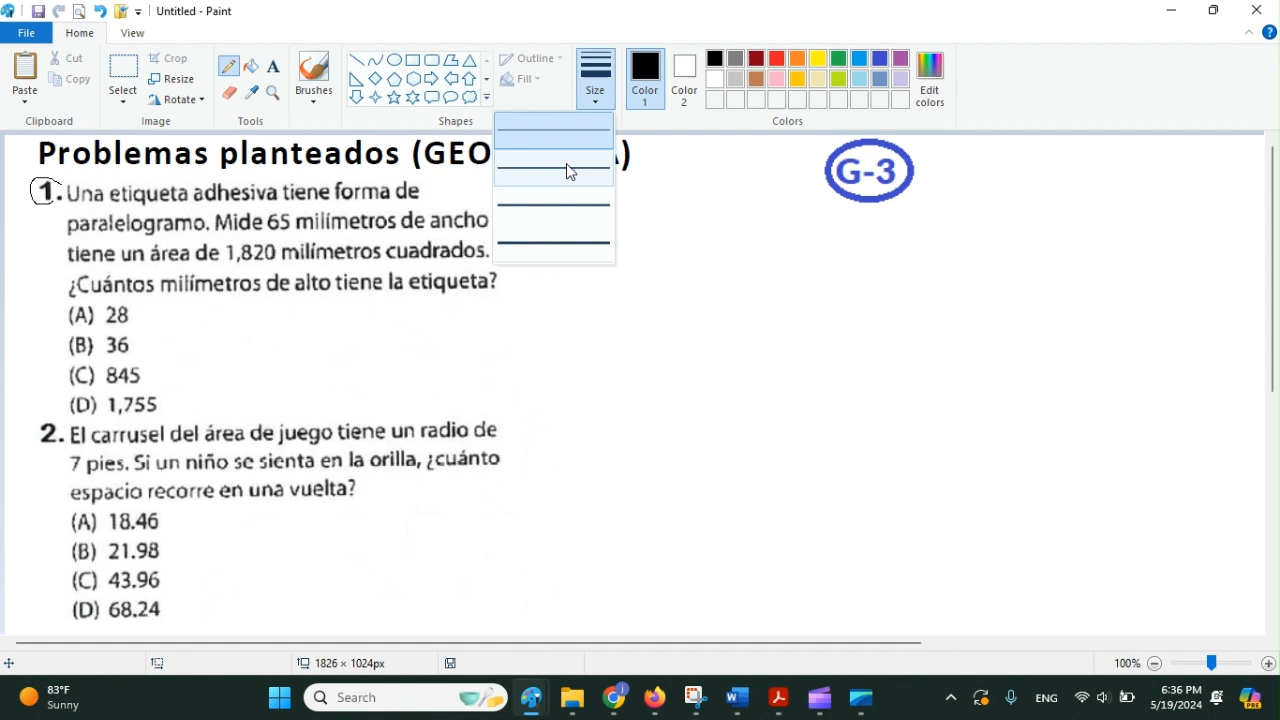 Untitled - Paint
File
Home
View
Paste
Cut
Copy
Clipboard
Select
Crop
Resize
Rotate
Image
A
Tools
Brushes
Shapes
Outline
Fill
Size
Color 1
Color 2
Edit colors
Colors
Problemas planteados (GEO
)
G-3
1. Una etiqueta adhesiva tiene forma de
paralelogramo. Mide 65 milímetros de ancho
tiene un área de 1,820 milímetros cuadrados.
¿Cuántos milímetros de alto tiene la etiqueta?
(A) 28
(B) 36
(C) 845
(D) 1,755
2. El carrusel del área de juego tiene un radio de
7 pies. Si un niño se sienta en la orilla, ¿cuánto
espacio recorre en una vuelta?
(A) 18.46
(B) 21.98
(C) 43.96
(D) 68.24
1826 × 1024px
100%
83°F
Sunny
Search
ENG
6:36 PM
5/19/2024
PRE